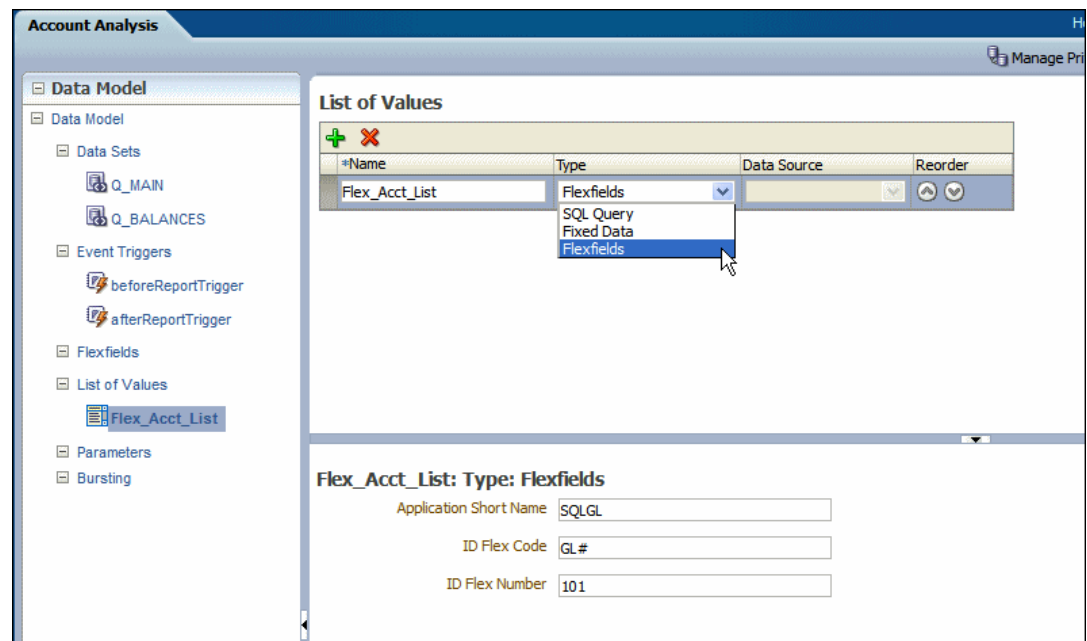 Account Analysis
Manage Pri
Data Model
Data Model
Data Sets
Q_MAIN
Q_BALANCES
Event Triggers
beforeReportTrigger
afterReportTrigger
Flexfields
List of Values
Flex_Acct_List
Parameters
Bursting
List of Values
*Name Type Data Source Reorder
Flex_Acct_List Flexfields
SQL Query
Fixed Data
Flexfields
Flex_Acct_List: Type: Flexfields
Application Short Name SQLGL
ID Flex Code GL#
ID Flex Number 101